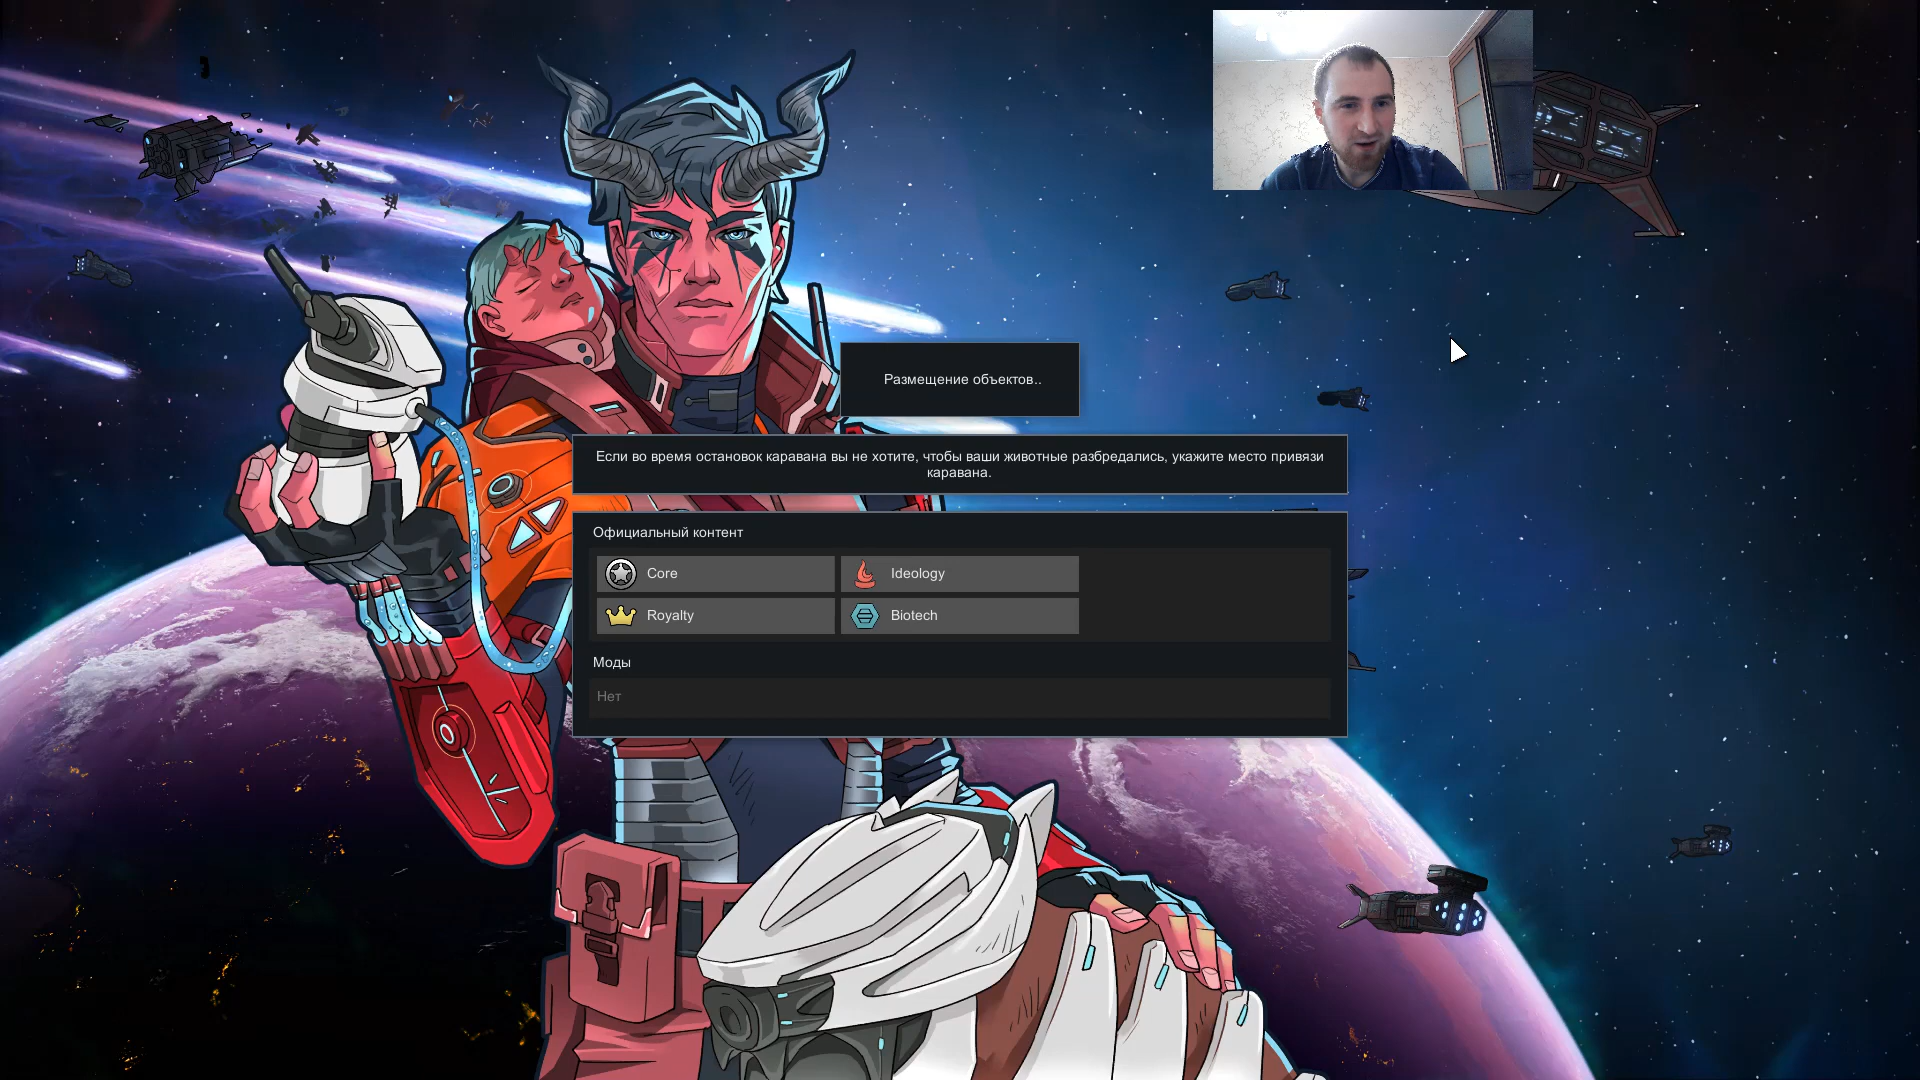 Размещение объектов..
Если во время остановок каравана вы не хотите, чтобы ваши животные разбредались, укажите место привязи
каравана.
Официальный контент
Core
Ideology
Royalty
Biotech
Моды
Нет